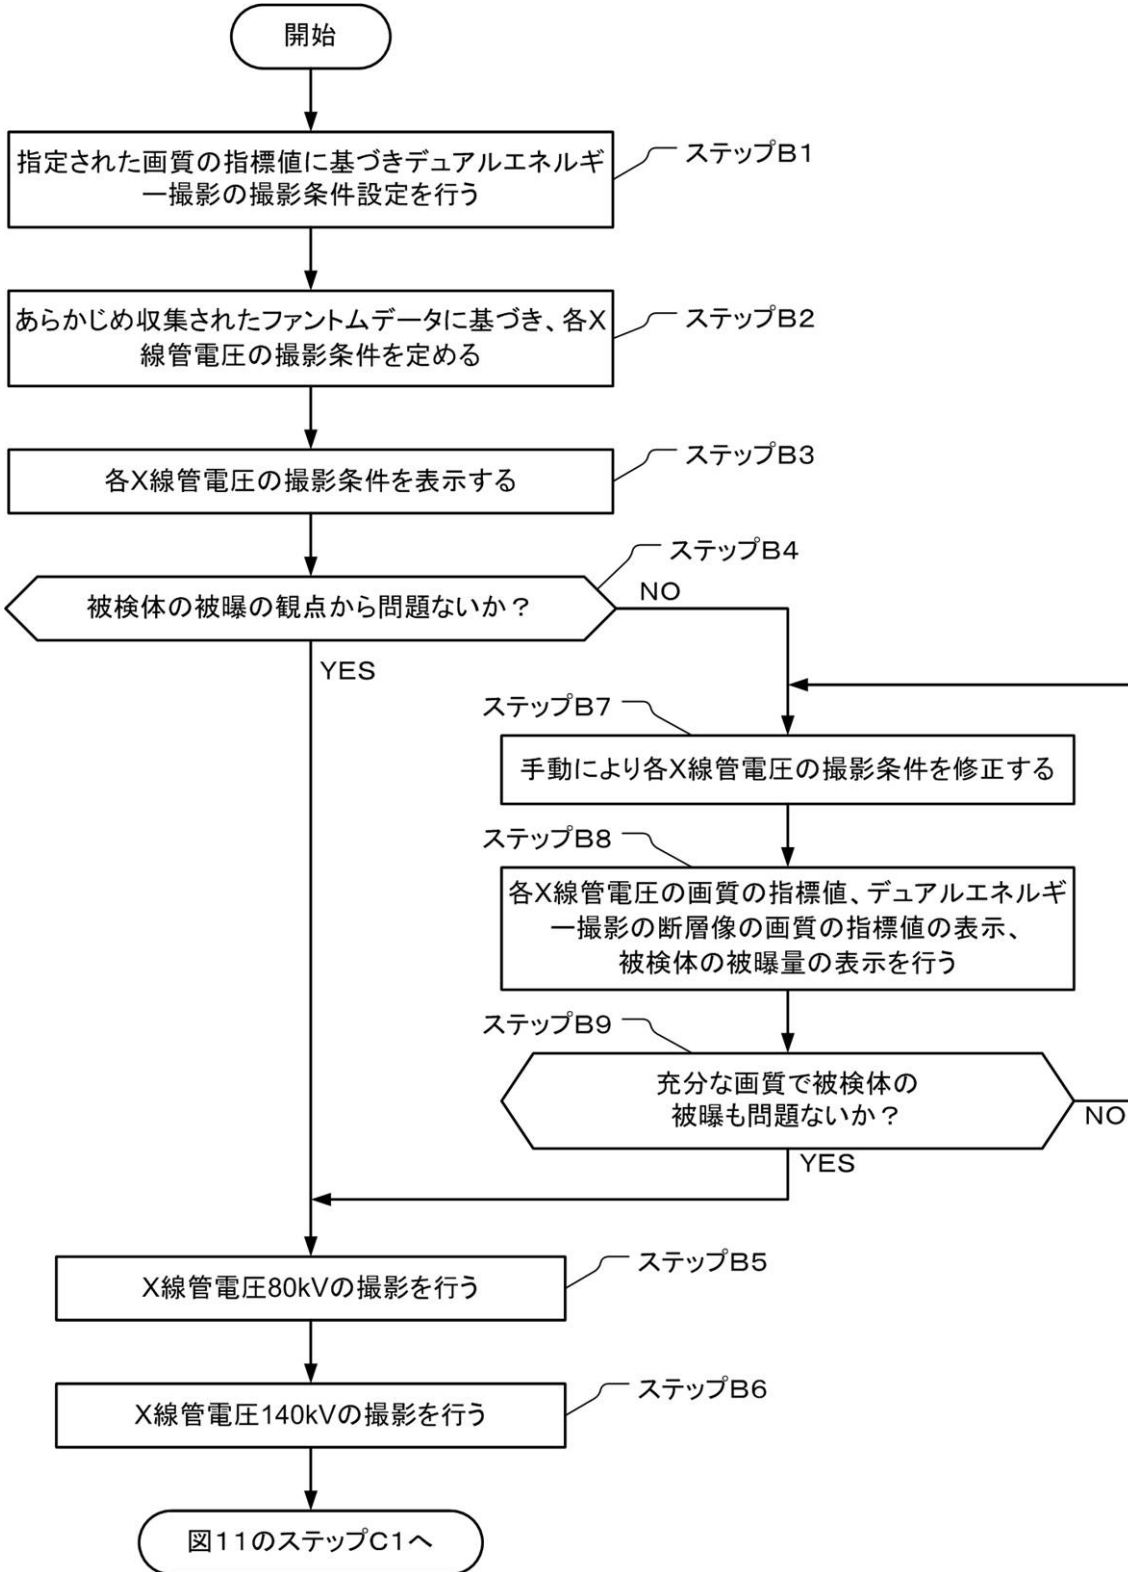 開始
指定された画質の指標値に基づきデュアルエネルギ
ー撮影の撮影条件設定を行う
ステップB1
あらかじめ収集されたファントムデータに基づき、各X
線管電圧の撮影条件を定める
ステップB2
各X線管電圧の撮影条件を表示する
ステップB3
被検体の被曝の観点から問題ないか？
ステップB4
NO
YES
ステップB7
手動により各X線管電圧の撮影条件を修正する
ステップB8
各X線管電圧の画質の指標値、デュアルエネルギ
ー撮影の断層像の画質の指標値の表示、
被検体の被曝量の表示を行う
ステップB9
充分な画質で被検体の
被曝も問題ないか？
NO
YES
X線管電圧80kVの撮影を行う
ステップB5
X線管電圧140kVの撮影を行う
ステップB6
図11のステップC1へ